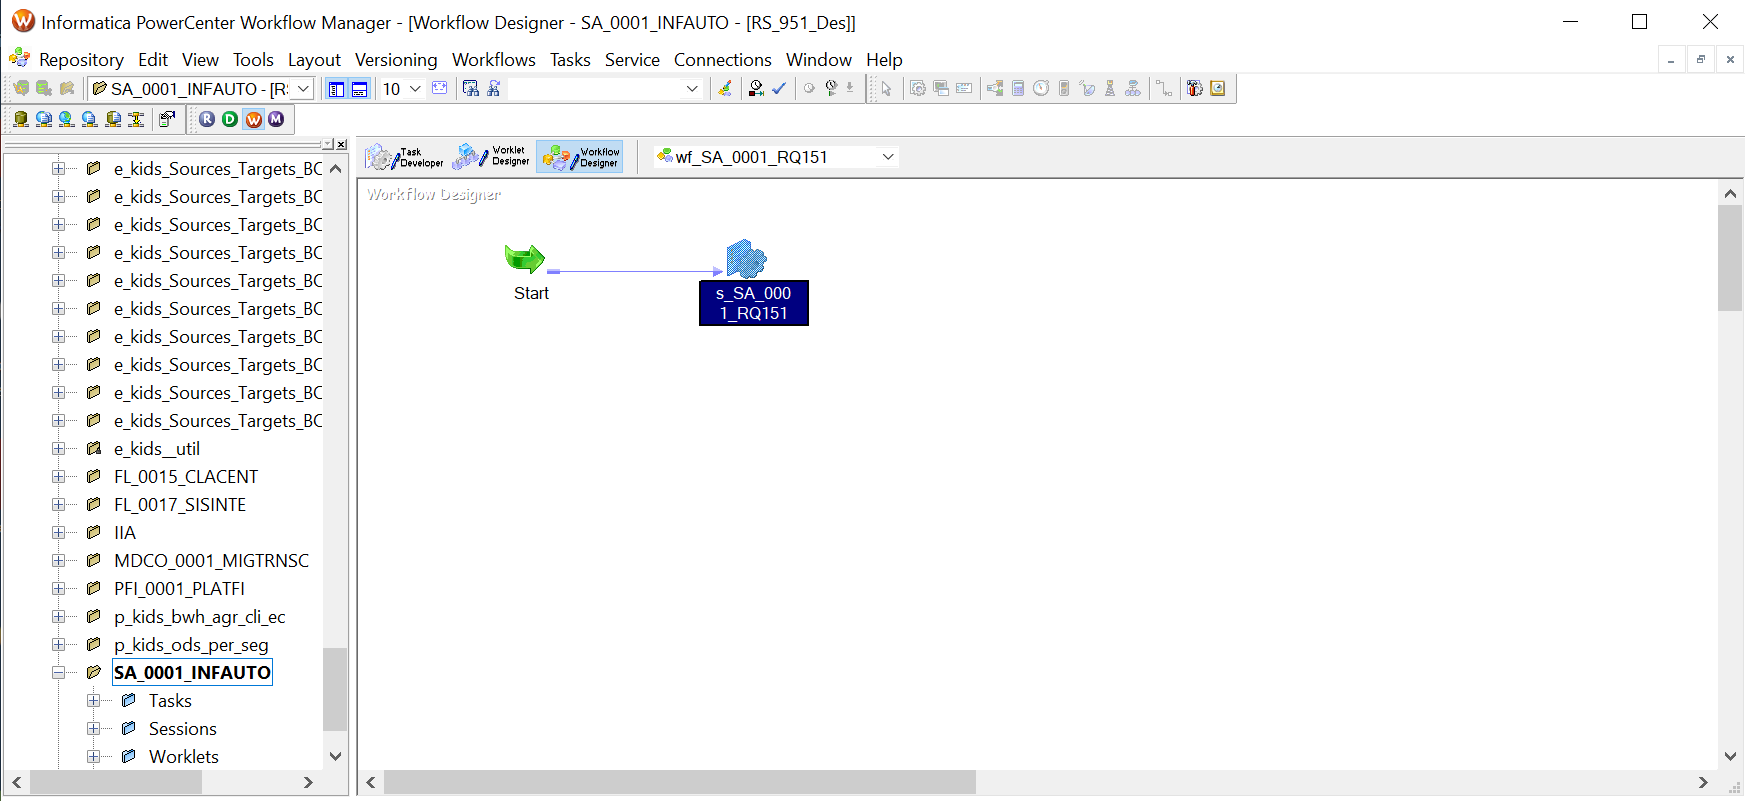 Informatica PowerCenter Workflow Manager - [Workflow Designer - SA_0001_INFAUTO - [RS_951_Des]]
Repository Edit View Tools Layout Versioning Workflows Tasks Service Connections Window Help
SA_0001_INFAUTO - [R
10
R D W M
Task Developer
Worklet Designer
Workflow Designer
wf_SA_0001_RQ151
Workflow Designer
e_kids_Sources_Targets_BC
e_kids_Sources_Targets_BC
e_kids_Sources_Targets_BC
e_kids_Sources_Targets_BC
e_kids_Sources_Targets_BC
e_kids_Sources_Targets_BC
e_kids_Sources_Targets_BC
e_kids_Sources_Targets_BC
e_kids_Sources_Targets_BC
e_kids_Sources_Targets_BC
e_kids__util
FL_0015_CLACENT
FL_0017_SISINTE
IIA
MDCO_0001_MIGTRNSC
PFI_0001_PLATFI
p_kids_bwh_agr_cli_ec
p_kids_ods_per_seg
SA_0001_INFAUTO
Tasks
Sessions
Worklets
Start
s_SA_000
1_RQ151